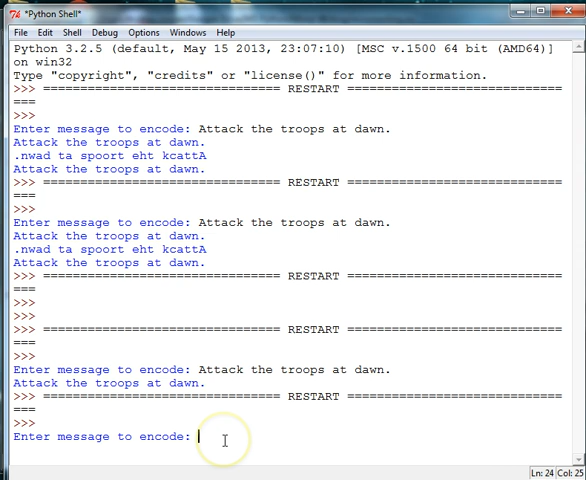 *Python Shell*
File Edit Shell Debug Options Windows Help
Python 3.2.5 (default, May 15 2013, 23:07:10) [MSC v.1500 64 bit (AMD64)]
on win32
Type "copyright", "credits" or "license()" for more information.
>>> ================================ RESTART ================================
===
>>>
Enter message to encode: Attack the troops at dawn.
Attack the troops at dawn.
.nwad ta spoort eht kcattA
Attack the troops at dawn.
>>> ================================ RESTART ================================
===
>>>
Enter message to encode: Attack the troops at dawn.
Attack the troops at dawn.
.nwad ta spoort eht kcattA
Attack the troops at dawn.
>>> ================================ RESTART ================================
===
>>>
>>>
>>> ================================ RESTART ================================
===
>>>
Enter message to encode: Attack the troops at dawn.
Attack the troops at dawn.
>>> ================================ RESTART ================================
===
>>>
Enter message to encode:
Ln: 24 Col: 25